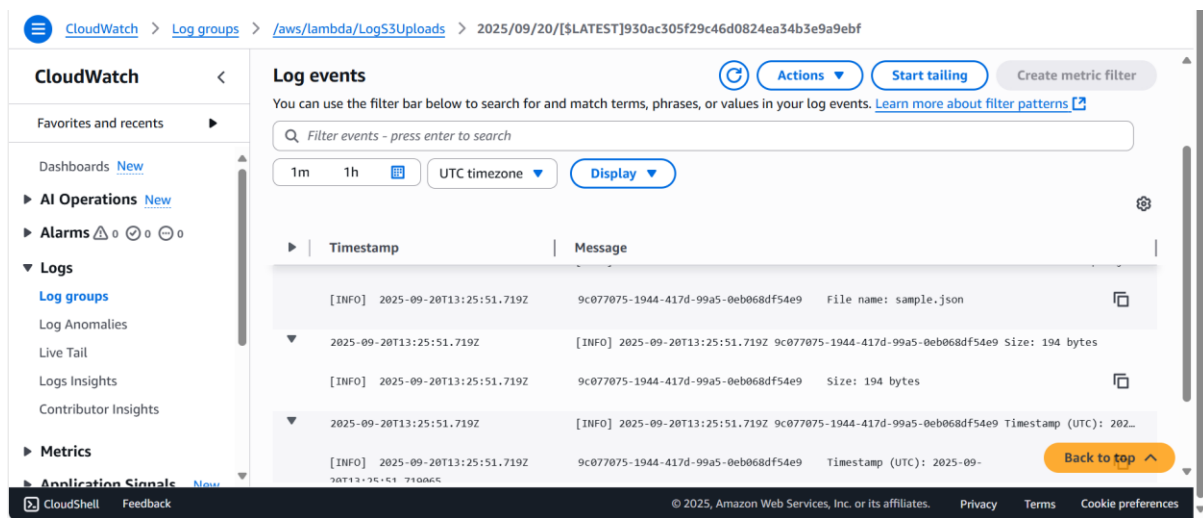 CloudWatch > Log groups > /aws/lambda/LogS3Uploads > 2025/09/20/[$LATEST]930ac305f29c46d0824ea34b3e9a9ebf
CloudWatch
Favorites and recents
Dashboards New
AI Operations New
Alarms 0 0 0
Logs
Log groups
Log Anomalies
Live Tail
Logs Insights
Contributor Insights
Metrics
Application Signals New
Log events
Actions
Start tailing
Create metric filter
You can use the filter bar below to search for and match terms, phrases, or values in your log events. Learn more about filter patterns
Filter events - press enter to search
1m 1h UTC timezone Display
Timestamp Message
[INFO] 2025-09-20T13:25:51.719Z 9c077075-1944-417d-99a5-0eb068df54e9 File name: sample.json
2025-09-20T13:25:51.719Z [INFO] 2025-09-20T13:25:51.719Z 9c077075-1944-417d-99a5-0eb068df54e9 Size: 194 bytes
[INFO] 2025-09-20T13:25:51.719Z 9c077075-1944-417d-99a5-0eb068df54e9 Size: 194 bytes
2025-09-20T13:25:51.719Z [INFO] 2025-09-20T13:25:51.719Z 9c077075-1944-417d-99a5-0eb068df54e9 Timestamp (UTC): 202…
[INFO] 2025-09-20T13:25:51.719Z 9c077075-1944-417d-99a5-0eb068df54e9 Timestamp (UTC): 2025-09-
20T13:25:51.719065
Back to top
CloudShell Feedback © 2025, Amazon Web Services, Inc. or its affiliates. Privacy Terms Cookie preferences